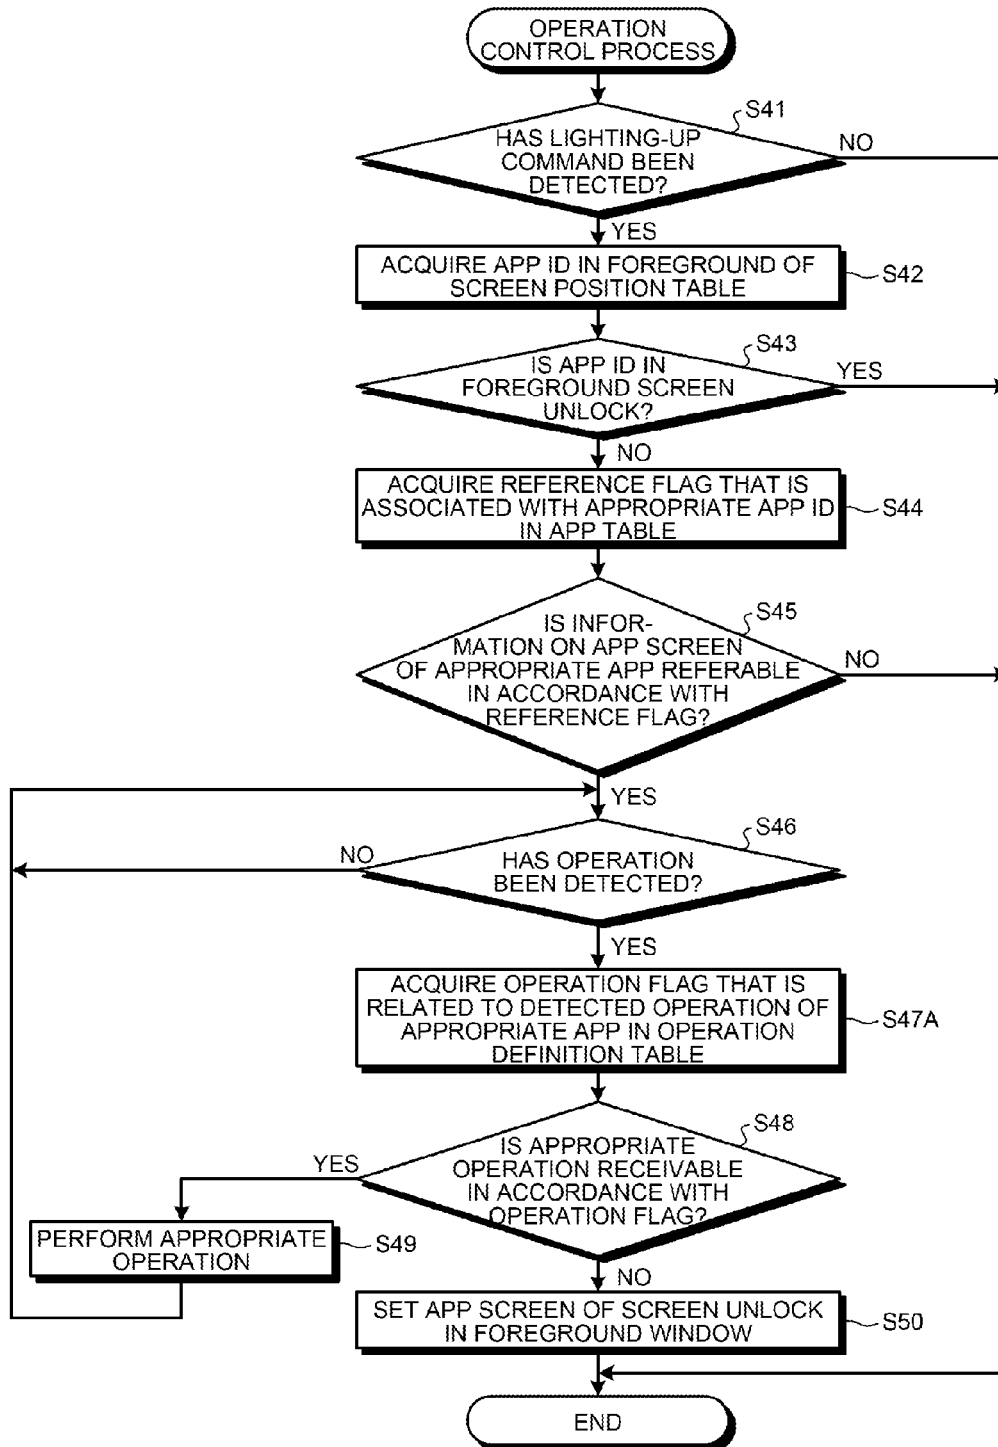 OPERATION
CONTROL PROCESS
S41
HAS LIGHTING-UP
COMMAND BEEN
DETECTED?
NO
YES
ACQUIRE APP ID IN FOREGROUND OF
SCREEN POSITION TABLE
S42
S43
IS APP ID IN
FOREGROUND SCREEN
UNLOCK?
YES
NO
ACQUIRE REFERENCE FLAG THAT IS
ASSOCIATED WITH APPROPRIATE APP ID
IN APP TABLE
S44
S45
IS INFOR-
MATION ON APP SCREEN
OF APPROPRIATE APP REFERABLE
IN ACCORDANCE WITH
REFERENCE FLAG?
NO
YES
S46
NO
HAS OPERATION
BEEN DETECTED?
YES
ACQUIRE OPERATION FLAG THAT IS
RELATED TO DETECTED OPERATION OF
APPROPRIATE APP IN OPERATION
DEFINITION TABLE
S47A
S48
YES
IS APPROPRIATE
OPERATION RECEIVABLE
IN ACCORDANCE WITH
OPERATION FLAG?
PERFORM APPROPRIATE
OPERATION
S49
NO
SET APP SCREEN OF SCREEN UNLOCK
IN FOREGROUND WINDOW
S50
END